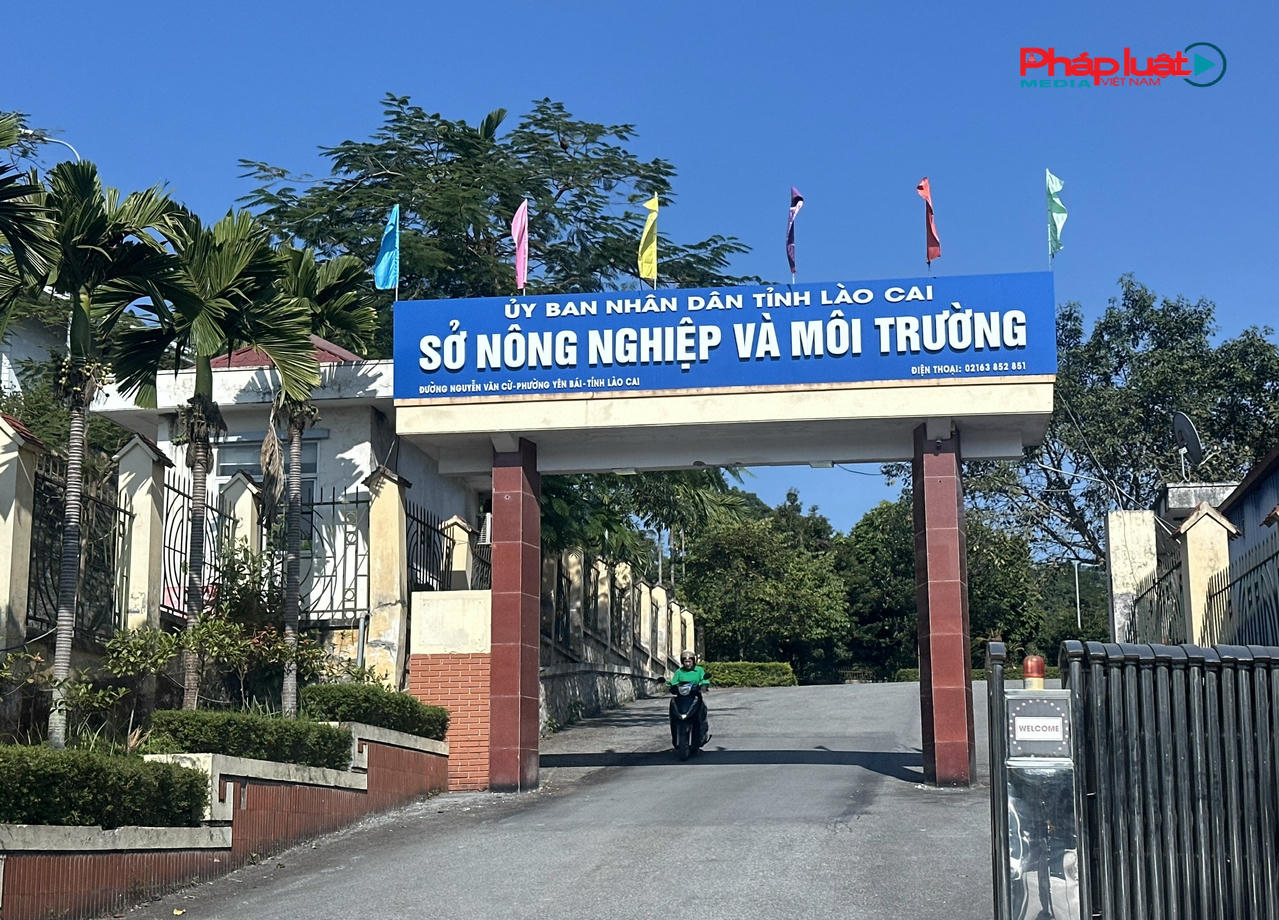 Pháp luật
MEDIA VIỆT NAM
ỦY BAN NHÂN DÂN TỈNH LÀO CAI
SỞ NÔNG NGHIỆP VÀ MÔI TRƯỜNG
ĐƯỜNG NGUYỄN VĂN CỪ-PHƯỜNG YÊN BÁI-TỈNH LÀO CAI
ĐIỆN THOẠI: 02163 852 851
WELCOME